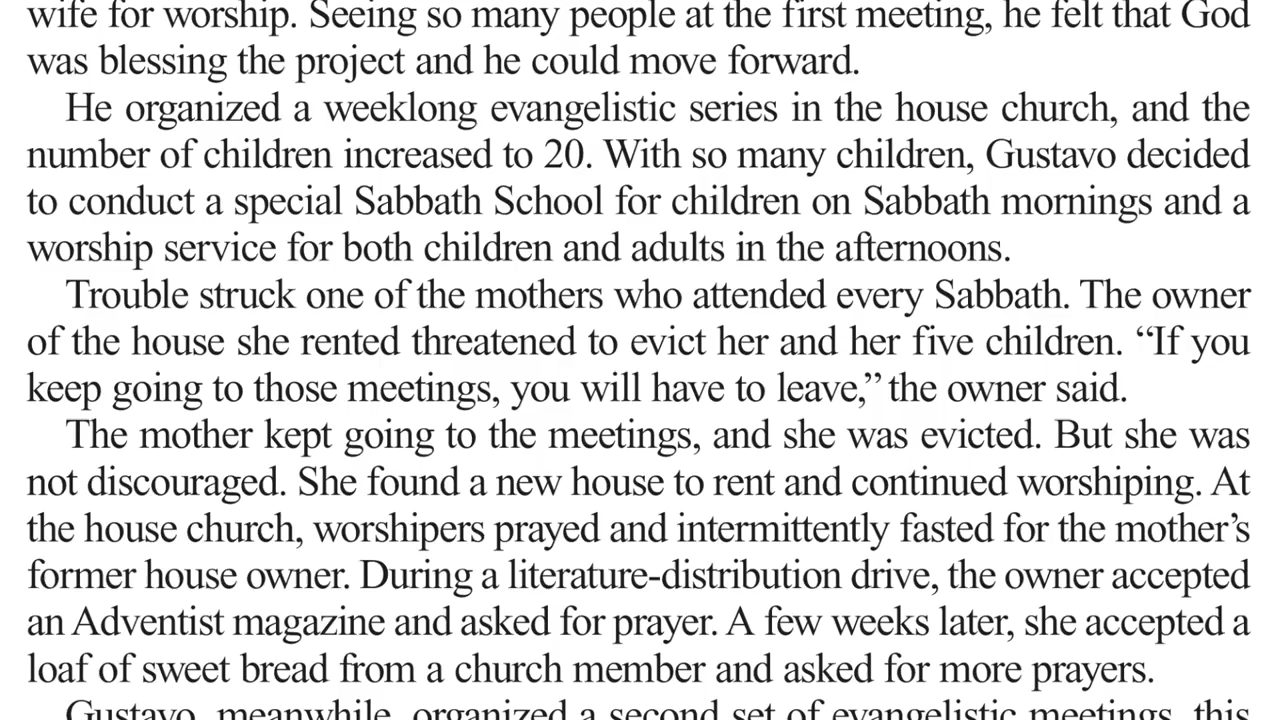 wife for worship. Seeing so many people at the first meeting, he felt that God
was blessing the project and he could move forward.
He organized a weeklong evangelistic series in the house church, and the
number of children increased to 20. With so many children, Gustavo decided
to conduct a special Sabbath School for children on Sabbath mornings and a
worship service for both children and adults in the afternoons.
Trouble struck one of the mothers who attended every Sabbath. The owner
of the house she rented threatened to evict her and her five children. “If you
keep going to those meetings, you will have to leave,” the owner said.
The mother kept going to the meetings, and she was evicted. But she was
not discouraged. She found a new house to rent and continued worshiping. At
the house church, worshipers prayed and intermittently fasted for the mother’s
former house owner. During a literature-distribution drive, the owner accepted
an Adventist magazine and asked for prayer. A few weeks later, she accepted a
loaf of sweet bread from a church member and asked for more prayers.
Gustavo, meanwhile, organized a second set of evangelistic meetings, this